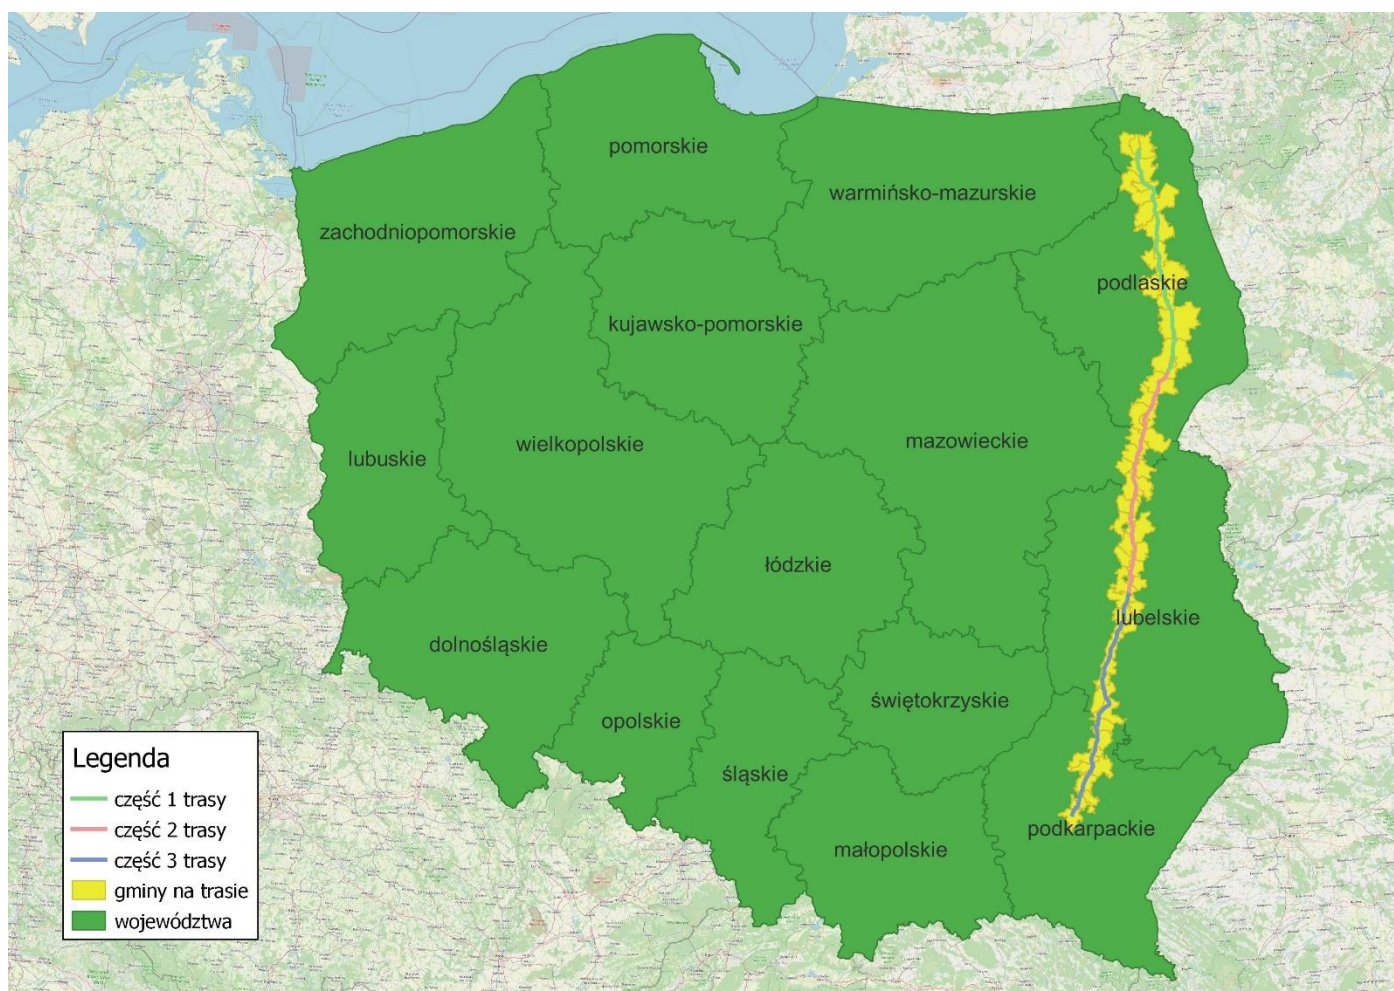 pomorskie
warmińsko-mazurskie
zachodniopomorskie
podlaskie
kujawsko-pomorskie
mazowieckie
wielkopolskie
lubuskie
łódzkie
lubelskie
dolnośląskie
świętokrzyskie
opolskie
śląskie
podkarpackie
małopolskie
Legenda
część 1 trasy
część 2 trasy
część 3 trasy
gminy na trasie
województwa